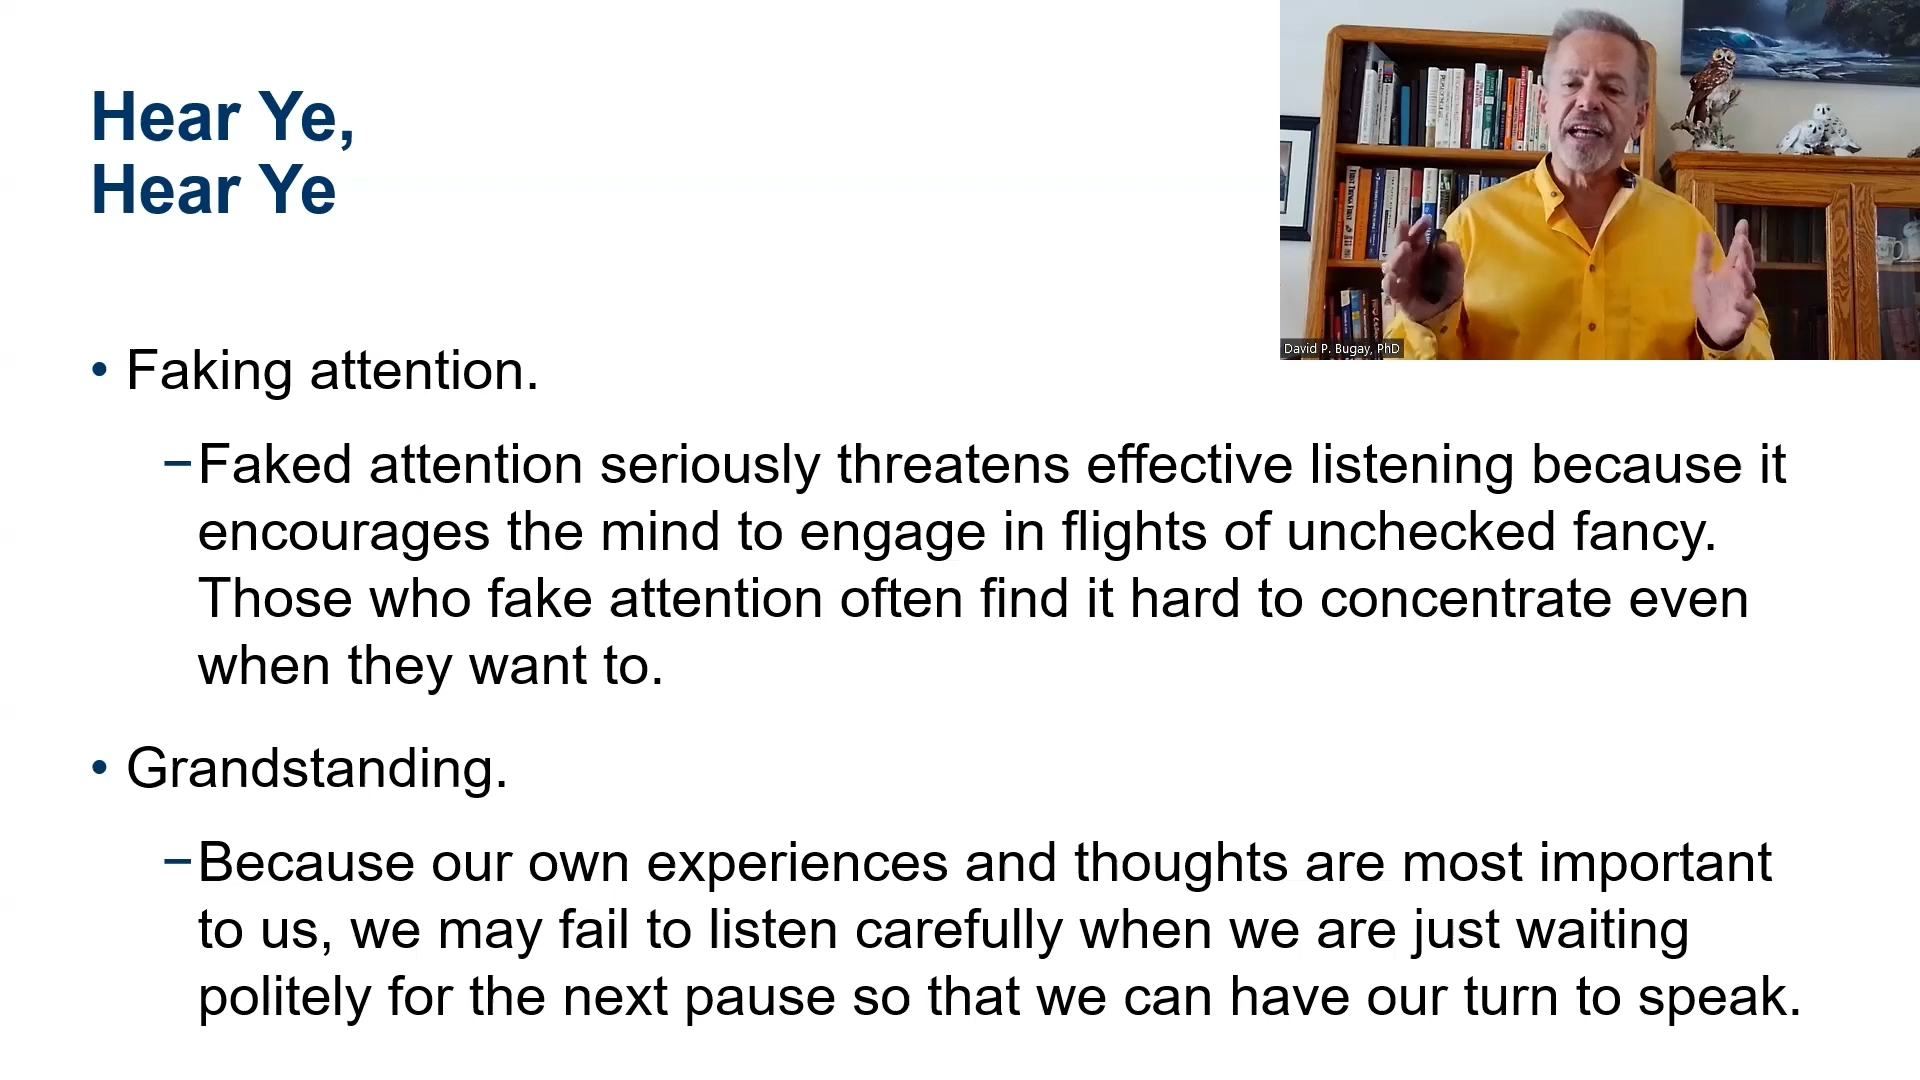 Hear Ye,
Hear Ye
• Faking attention.
–Faked attention seriously threatens effective listening because it
encourages the mind to engage in flights of unchecked fancy.
Those who fake attention often find it hard to concentrate even
when they want to.
• Grandstanding.
–Because our own experiences and thoughts are most important
to us, we may fail to listen carefully when we are just waiting
politely for the next pause so that we can have our turn to speak.
David P. Bugay, PhD